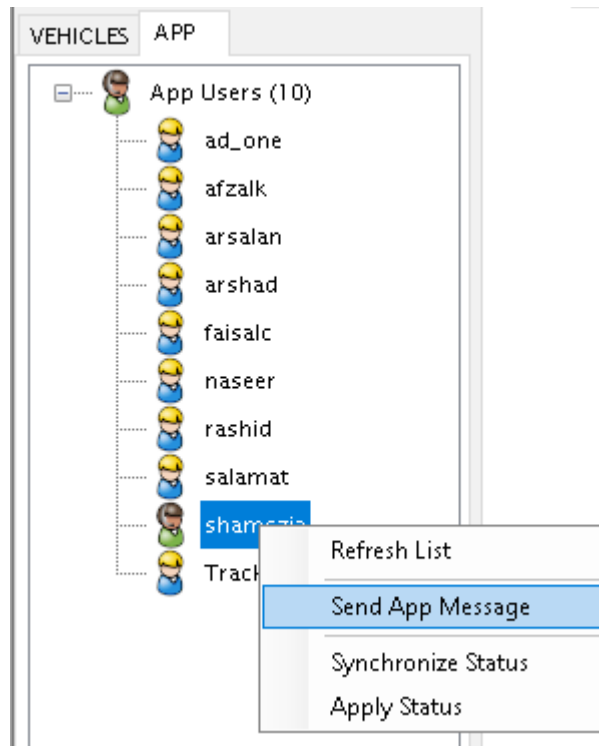 VEHICLES APP
App Users (10)
ad_one
afzalk
arsalan
arshad
faisalc
naseer
rashid
salamat
Refresh List
Send App Message
Synchronize Status
Apply Status